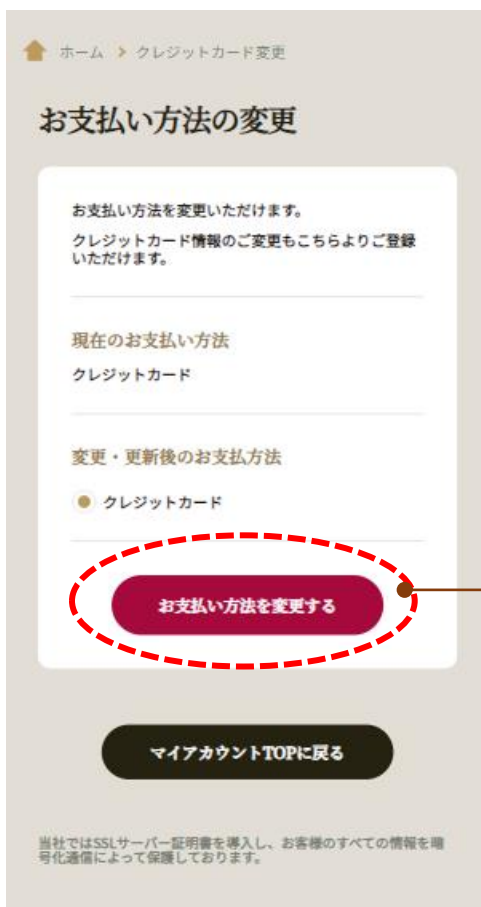 ホーム > クレジットカード変更
お支払い方法の変更
お支払い方法を変更いただけます。
クレジットカード情報のご変更もこちらよりご登録
いただけます。
現在のお支払い方法
クレジットカード
変更・更新後のお支払方法
クレジットカード
お支払い方法を変更する
マイアカウントTOPに戻る
当社ではSSLサーバー証明書を導入し、お客様のすべての情報を暗
号化通信によって保護しております。